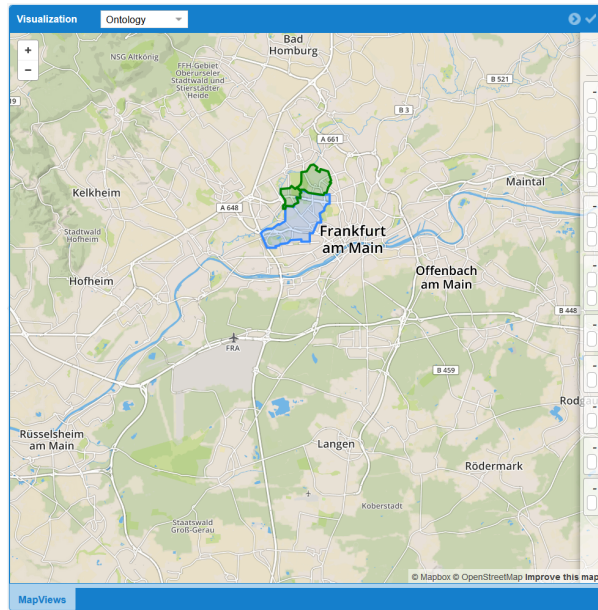 Visualization
Ontology
+
−
Bad
Homburg
NSG Altkönig
FFH-Gebiet
Oberurseler
Stadtwald und
Stierstädter
Heide
B 521
19
B 3
A 661
Kelkheim
Maintal
A 648
Stadtwald
Hofheim
Frankfurt
am Main
Hofheim
Offenbach
am Main
B 448
FRA
B 459
Rodgau
Rüsselsheim
am Main
Langen
Rödermark
Koberstadt
Staatswald
Groß-Gerau
© Mapbox © OpenStreetMap Improve this map
MapViews